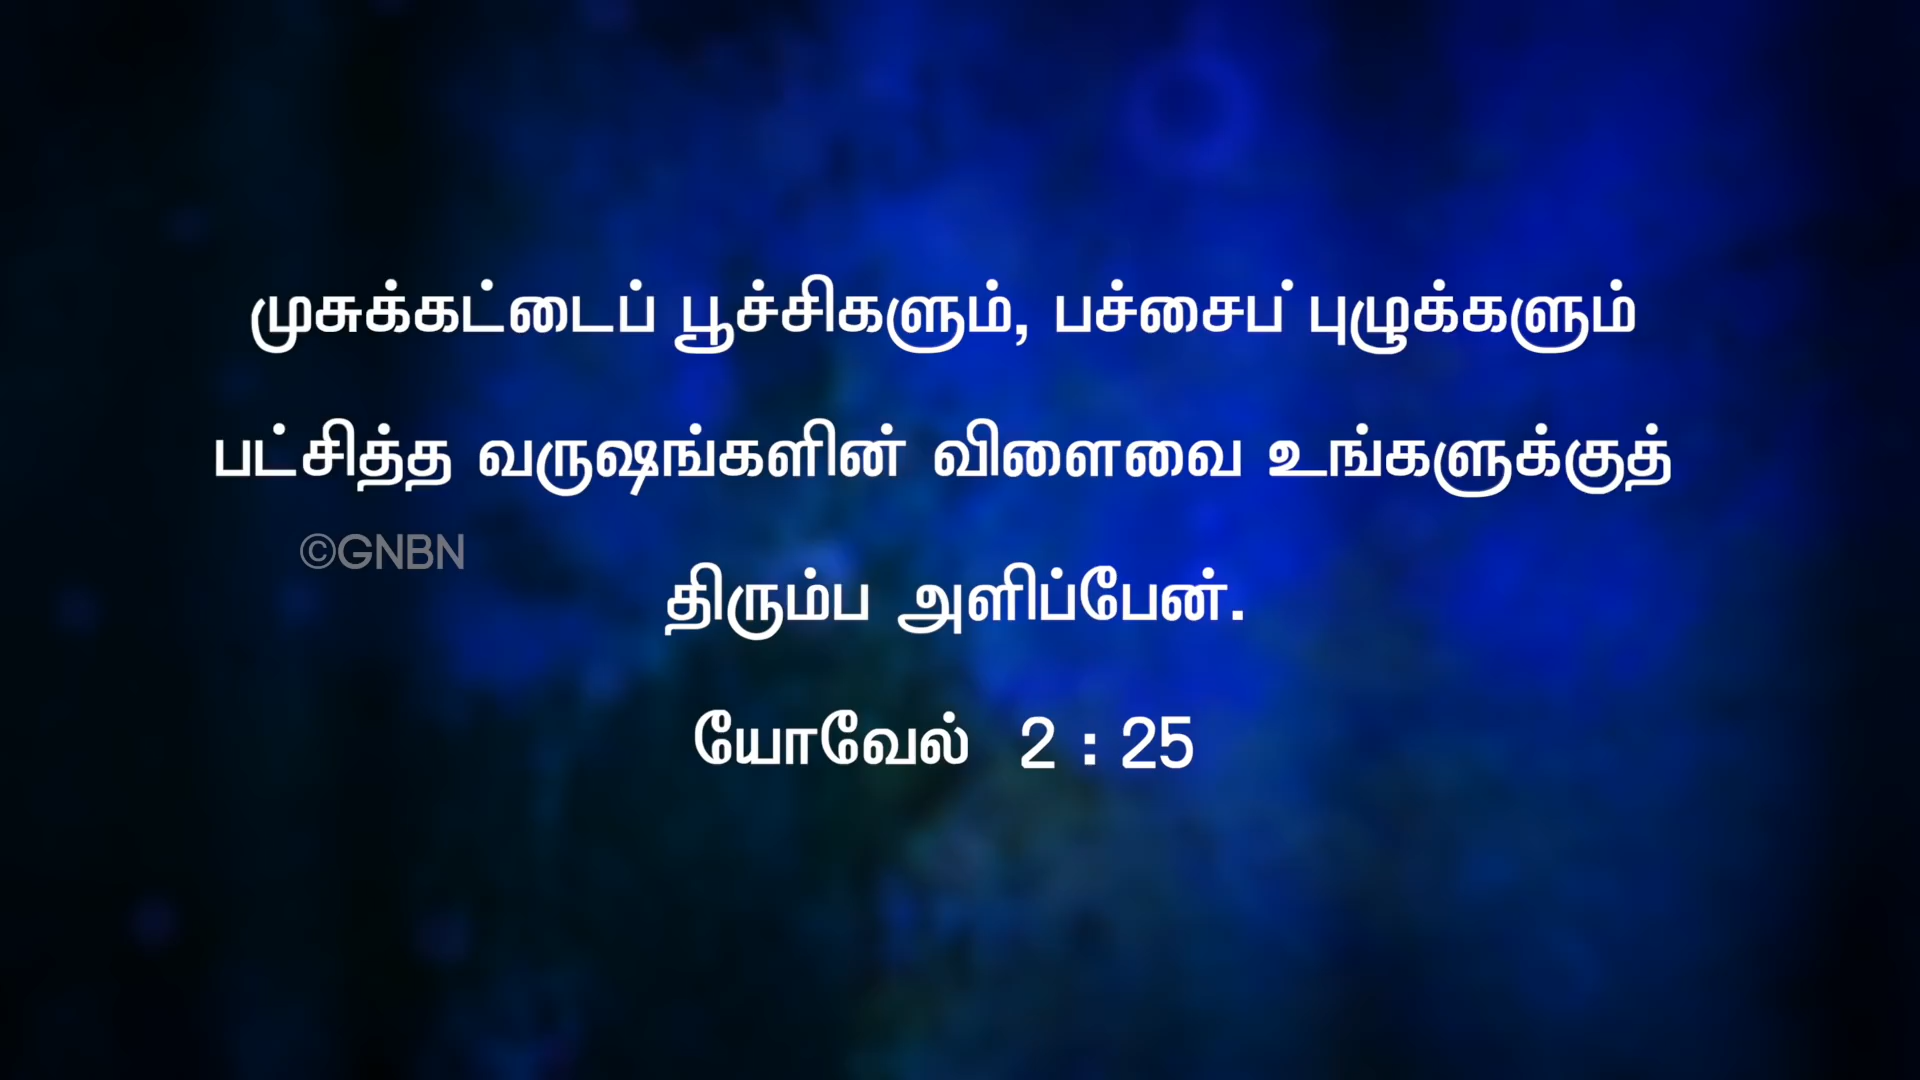 முசுக்கட்டைப் பூச்சிகளும், பச்சைப் புழுக்களும்
பட்சித்த வருஷங்களின் விளைவை உங்களுக்குத்
©GNBN
திரும்ப அளிப்பேன்.
யோவேல் 2 : 25